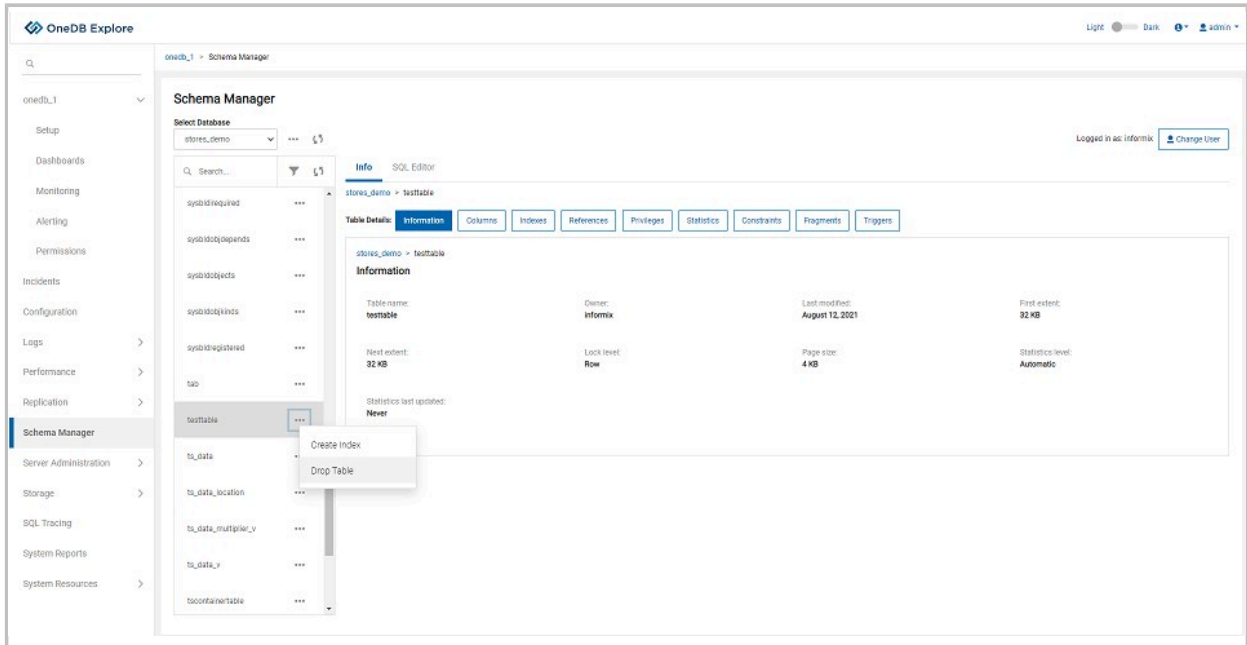 OneDB Explore
Light Dark admin
onedb_1 > Schema Manager
onedb_1
Setup
Dashboards
Monitoring
Alerting
Permissions
Incidents
Configuration
Logs
Performance
Replication
Schema Manager
Server Administration
Storage
SQL Tracing
System Reports
System Resources
Schema Manager
Select Database
stores_demo
Logged in as: informix Change User
Search...
sysbldirequired
sysbldobjdepends
sysbldobjects
sysbldobjkinds
sysbldregistered
tab
testtable
ts_data
ts_data_location
ts_data_multiplier_v
ts_data_v
tscontainertable
Create Index
Drop Table
Info SQL Editor
stores_demo > testtable
Table Details: Information Columns Indexes References Privileges Statistics Constraints Fragments Triggers
stores_demo > testtable
Information
Table name: Owner: Last modified: First extent:
testtable informix August 12, 2021 32 KB
Next extent: Lock level: Page size: Statistics level:
32 KB Row 4 KB Automatic
Statistics last updated:
Never